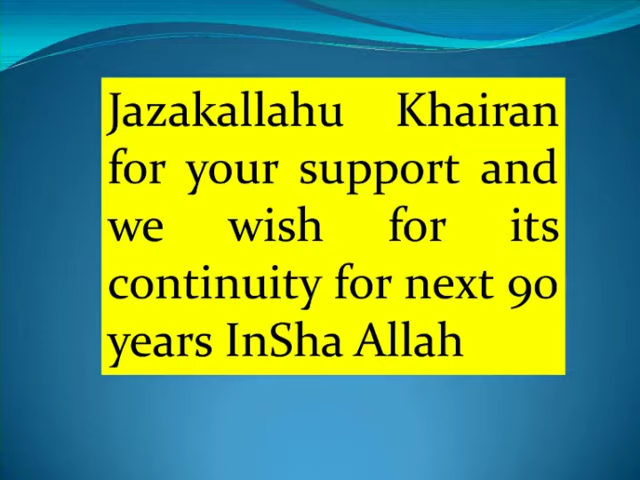 Jazakallahu Khairan
for your support and
we wish for its
continuity for next 90
years InSha Allah